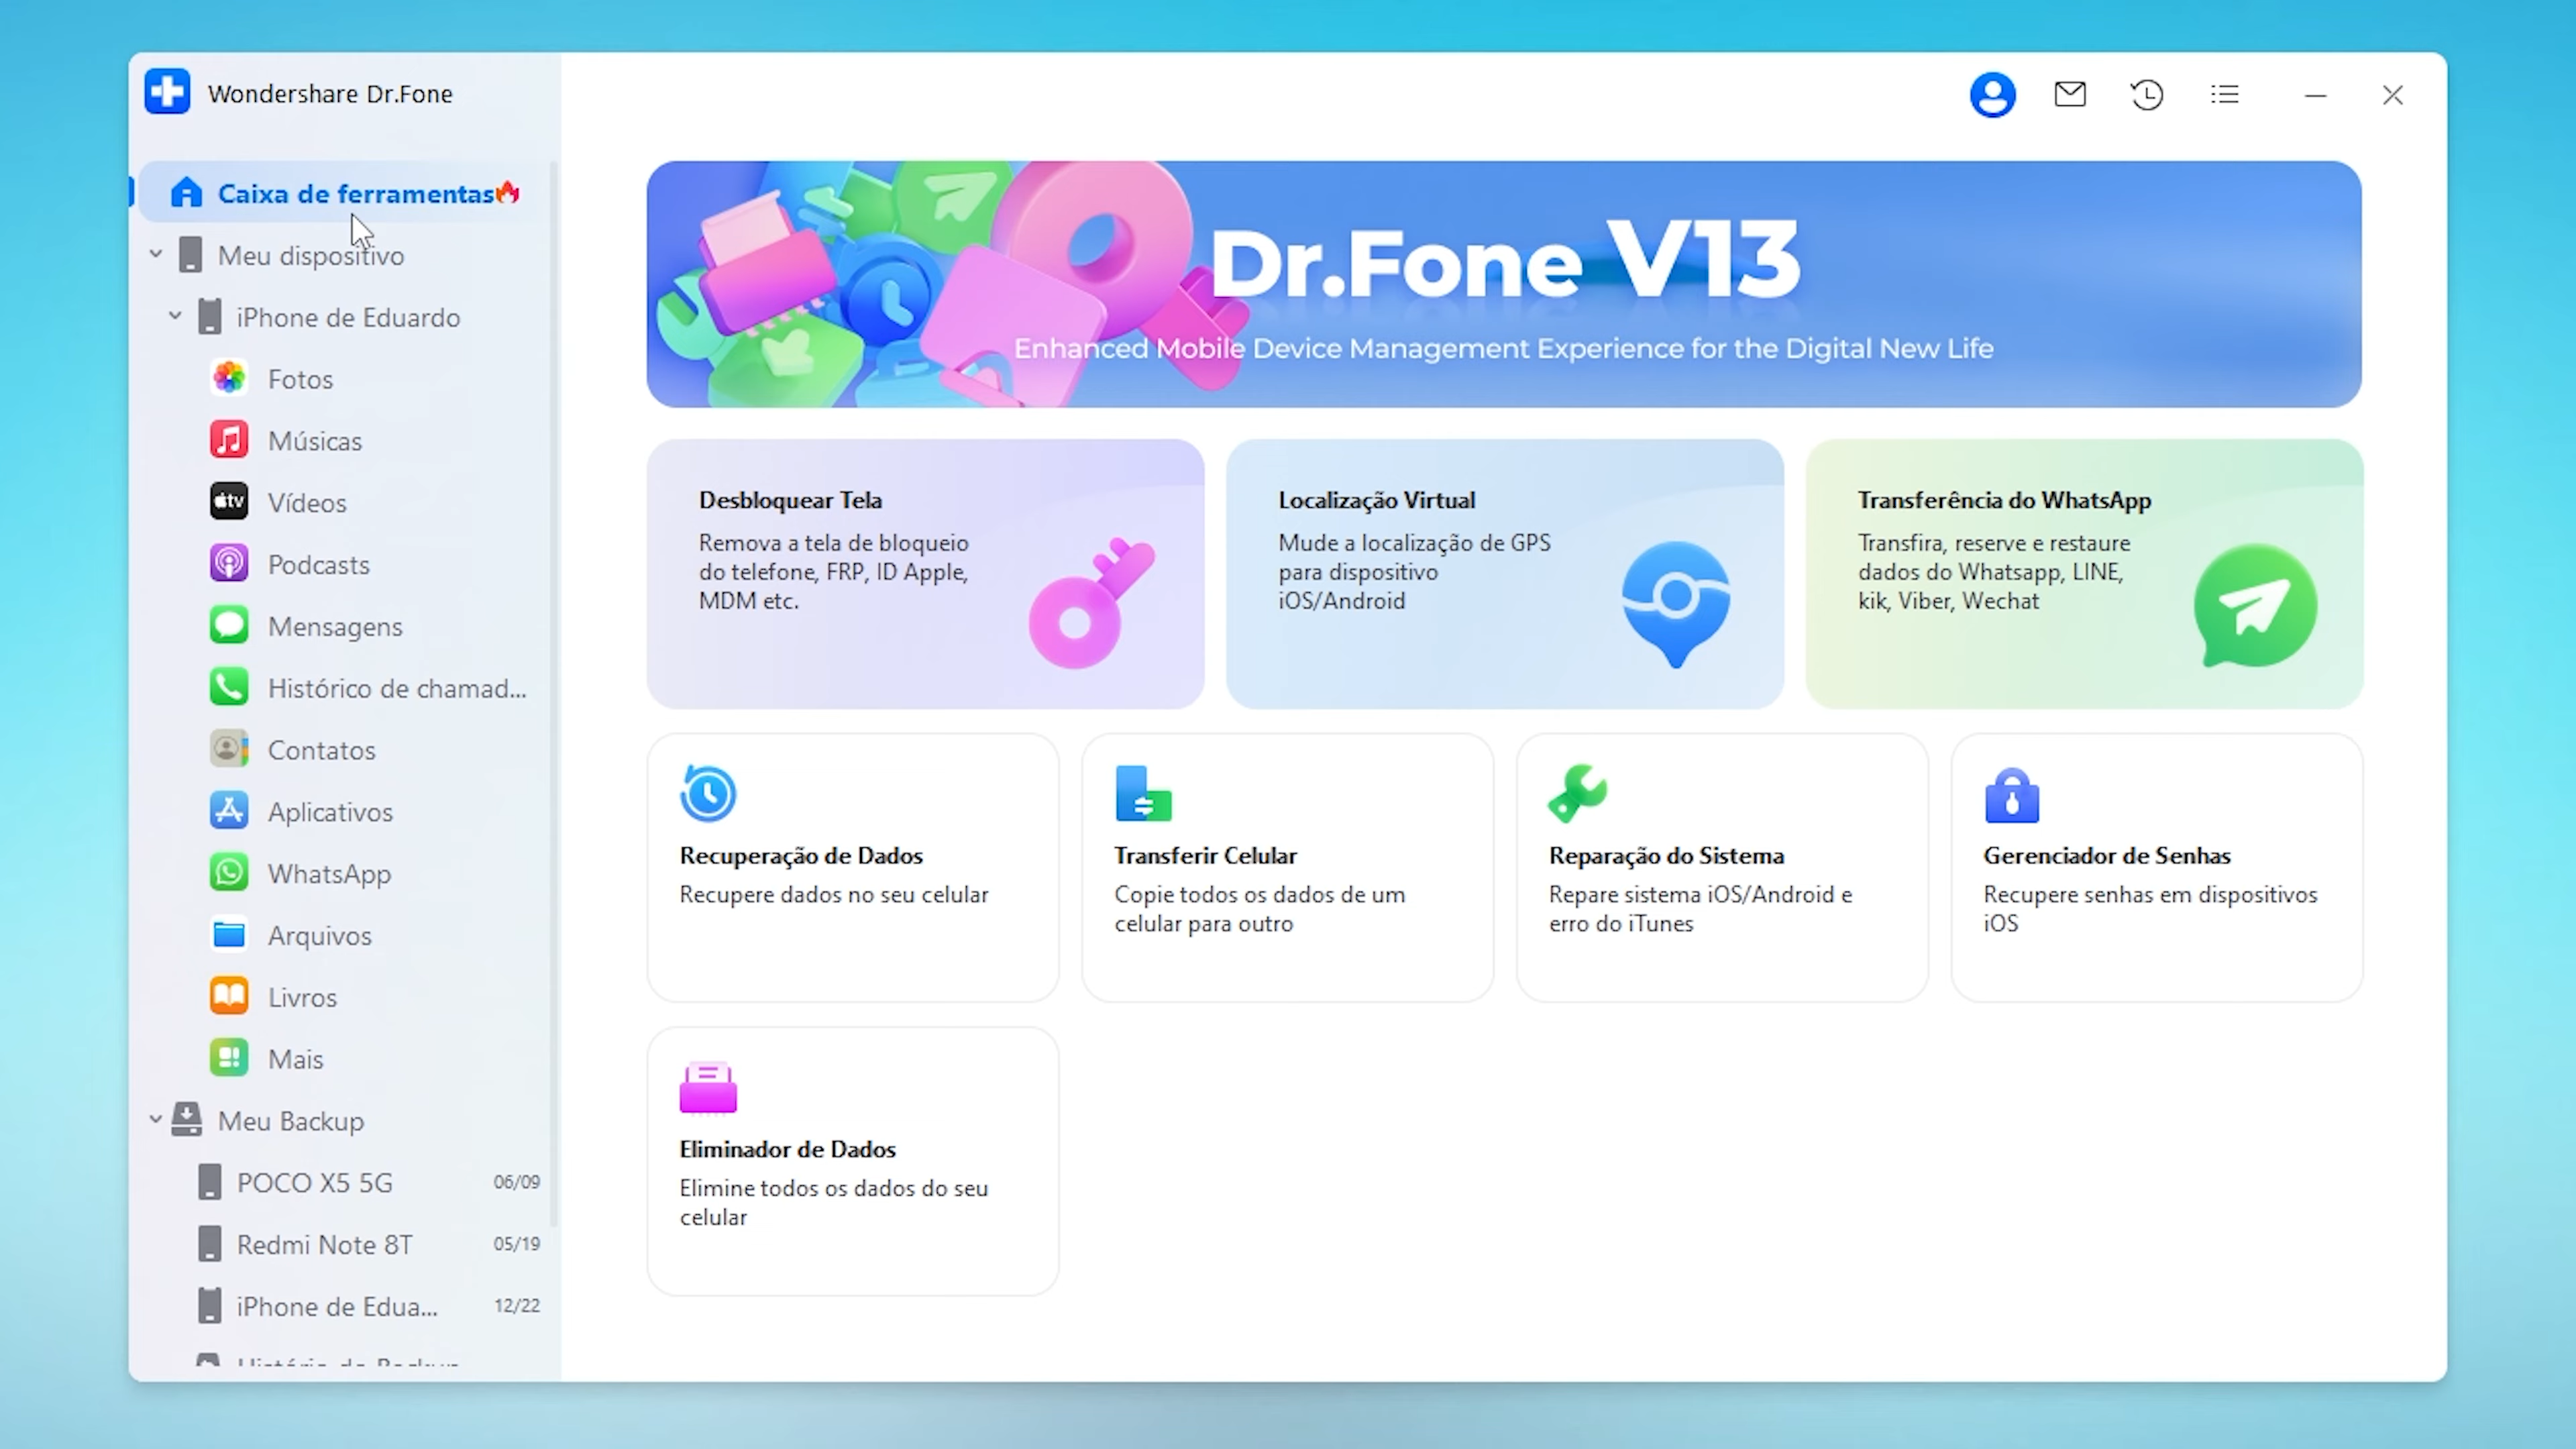 Wondershare Dr.Fone
Caixa de ferramentas
Meu dispositivo
iPhone de Eduardo
Fotos
Músicas
tv
Vídeos
Podcasts
Mensagens
Histórico de chamad...
Contatos
Aplicativos
WhatsApp
Arquivos
Livros
Mais
Meu Backup
POCO X5 5G 06/09
Redmi Note 8T 05/19
iPhone de Edua... 12/22
Dr.Fone V13
Enhanced Mobile Device Management Experience for the Digital New Life
Desbloquear Tela
Remova a tela de bloqueio
do telefone, FRP, ID Apple,
MDM etc.
Localização Virtual
Mude a localização de GPS
para dispositivo
iOS/Android
Transferência do WhatsApp
Transfira, reserve e restaure
dados do Whatsapp, LINE,
kik, Viber, Wechat
Recuperação de Dados
Recupere dados no seu celular
Transferir Celular
Copie todos os dados de um
celular para outro
Reparação do Sistema
Repare sistema iOS/Android e
erro do iTunes
Gerenciador de Senhas
Recupere senhas em dispositivos
iOS
Eliminador de Dados
Elimine todos os dados do seu
celular